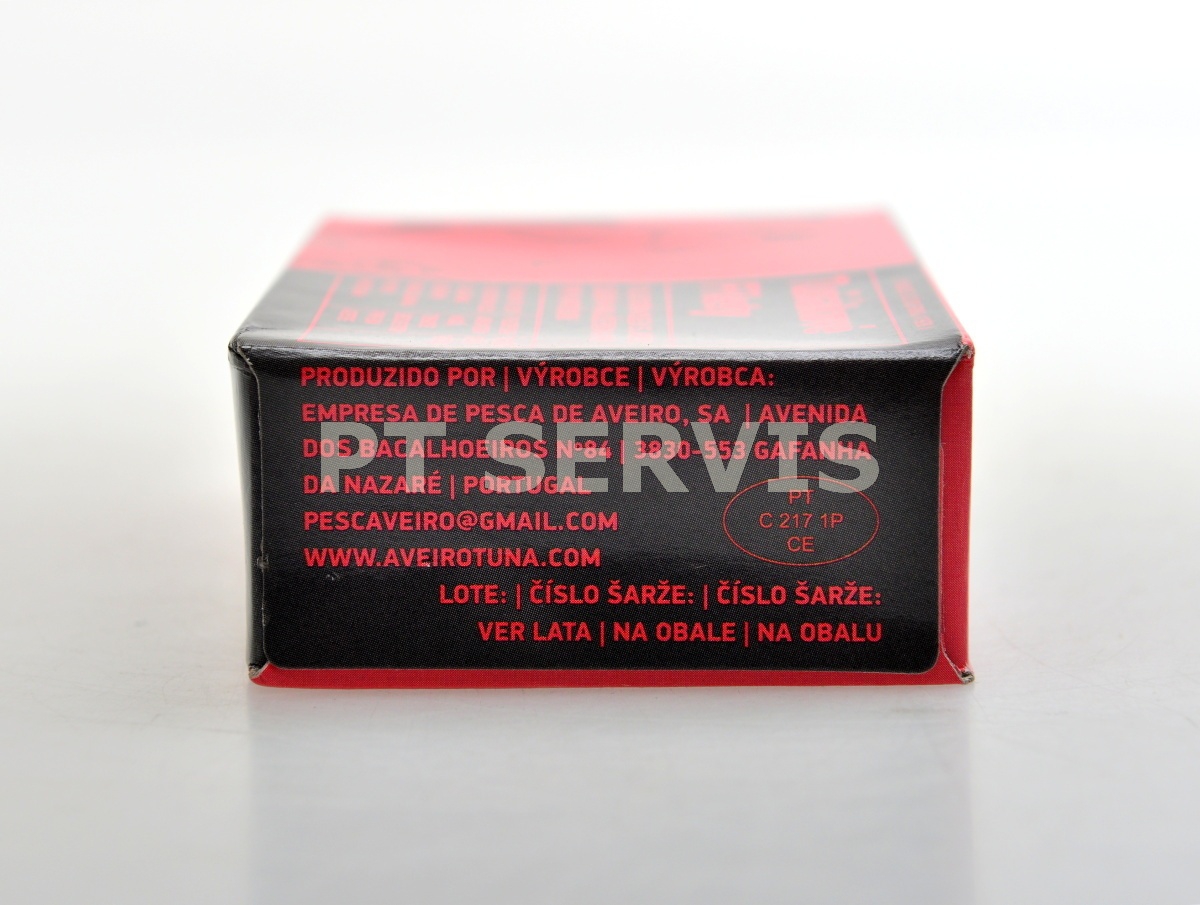 PRODUZIDO POR | VÝROBCE | VÝROBCA:
EMPRESA DE PESCA DE AVEIRO, SA | AVENIDA
DOS BACALHOEIROS Nº84 | 3830-553 GAFANHA
DA NAZARÉ | PORTUGAL
PT SERVIS
PESCAVEIRO@GMAIL.COM
WWW.AVEIROTUNA.COM
PT
C 217 1P
CE
LOTE: | ČÍSLO ŠARŽE: | ČÍSLO ŠARŽE:
VER LATA | NA OBALE | NA OBALU